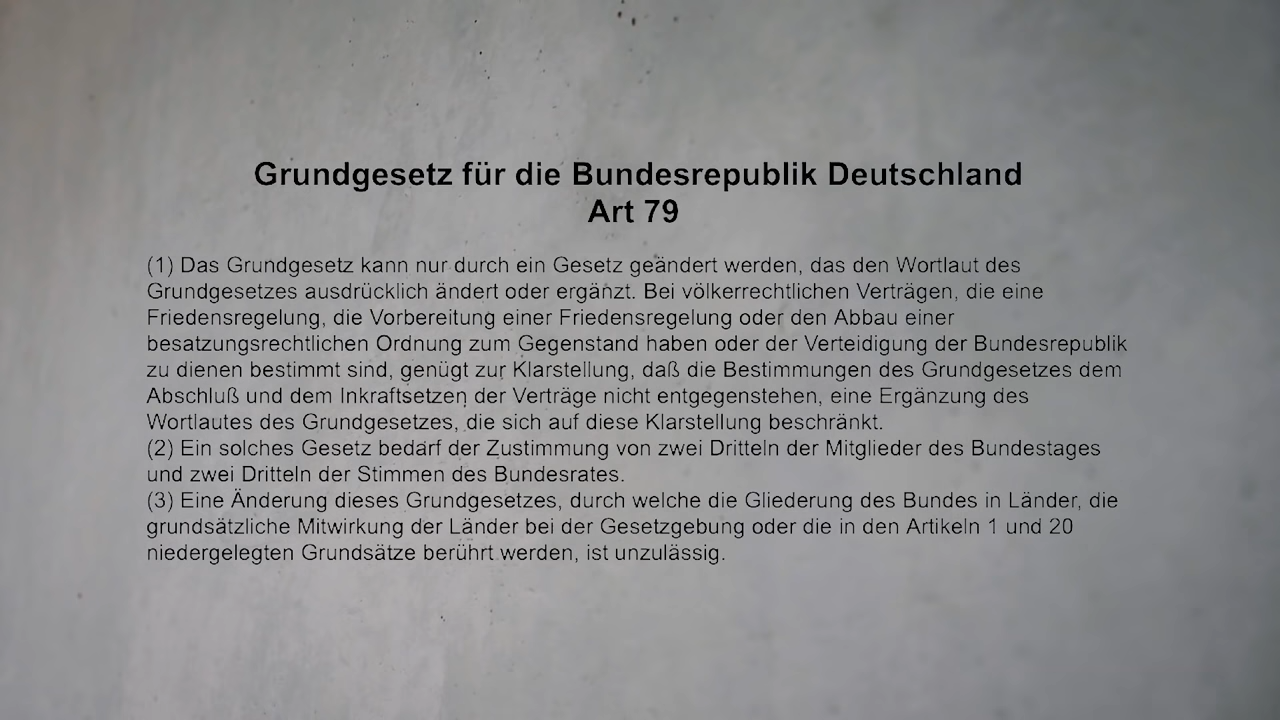 Grundgesetz für die Bundesrepublik Deutschland
Art 79
(1) Das Grundgesetz kann nur durch ein Gesetz geändert werden, das den Wortlaut des
Grundgesetzes ausdrücklich ändert oder ergänzt. Bei völkerrechtlichen Verträgen, die eine
Friedensregelung, die Vorbereitung einer Friedensregelung oder den Abbau einer
besatzungsrechtlichen Ordnung zum Gegenstand haben oder der Verteidigung der Bundesrepublik
zu dienen bestimmt sind, genügt zur Klarstellung, daß die Bestimmungen des Grundgesetzes dem
Abschluß und dem Inkraftsetzen der Verträge nicht entgegenstehen, eine Ergänzung des
Wortlautes des Grundgesetzes, die sich auf diese Klarstellung beschränkt.
(2) Ein solches Gesetz bedarf der Zustimmung von zwei Dritteln der Mitglieder des Bundestages
und zwei Dritteln der Stimmen des Bundesrates.
(3) Eine Änderung dieses Grundgesetzes, durch welche die Gliederung des Bundes in Länder, die
grundsätzliche Mitwirkung der Länder bei der Gesetzgebung oder die in den Artikeln 1 und 20
niedergelegten Grundsätze berührt werden, ist unzulässig.